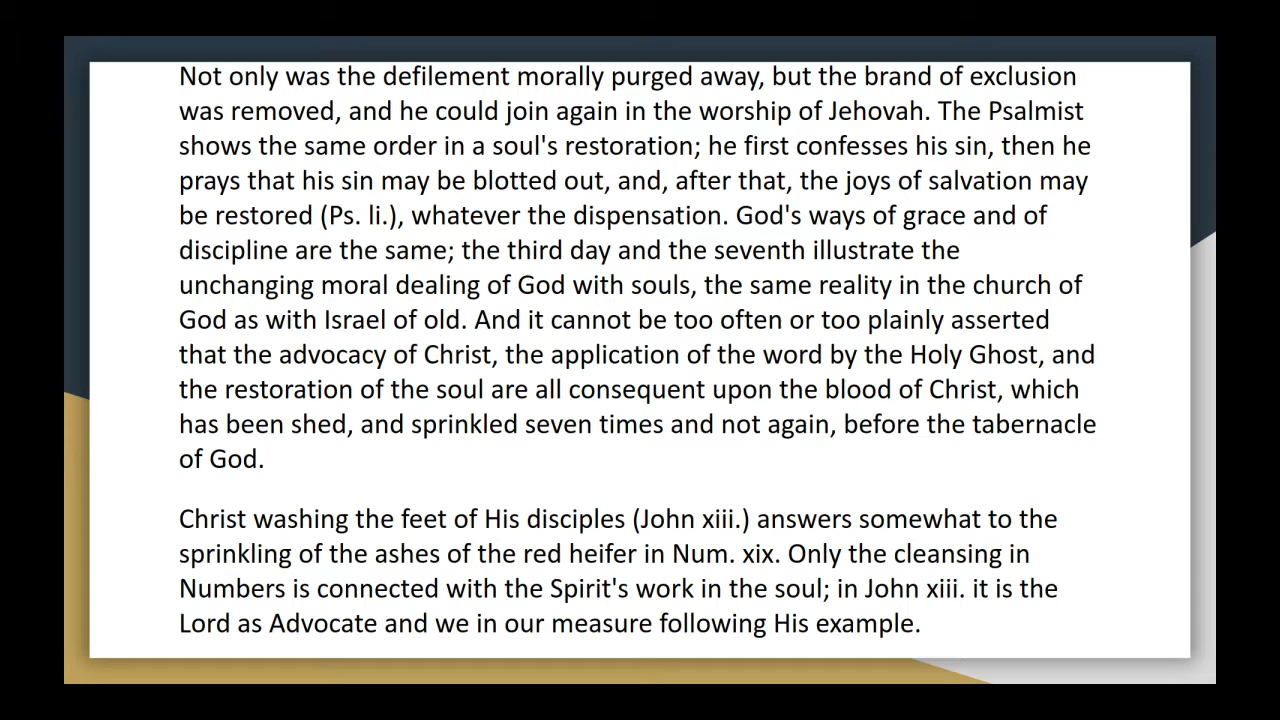 Not only was the defilement morally purged away, but the brand of exclusion
was removed, and he could join again in the worship of Jehovah. The Psalmist
shows the same order in a soul's restoration; he first confesses his sin, then he
prays that his sin may be blotted out, and, after that, the joys of salvation may
be restored (Ps. li.), whatever the dispensation. God's ways of grace and of
discipline are the same; the third day and the seventh illustrate the
unchanging moral dealing of God with souls, the same reality in the church of
God as with Israel of old. And it cannot be too often or too plainly asserted
that the advocacy of Christ, the application of the word by the Holy Ghost, and
the restoration of the soul are all consequent upon the blood of Christ, which
has been shed, and sprinkled seven times and not again, before the tabernacle
of God.
Christ washing the feet of His disciples (John xiii.) answers somewhat to the
sprinkling of the ashes of the red heifer in Num. xix. Only the cleansing in
Numbers is connected with the Spirit's work in the soul; in John xiii. it is the
Lord as Advocate and we in our measure following His example.